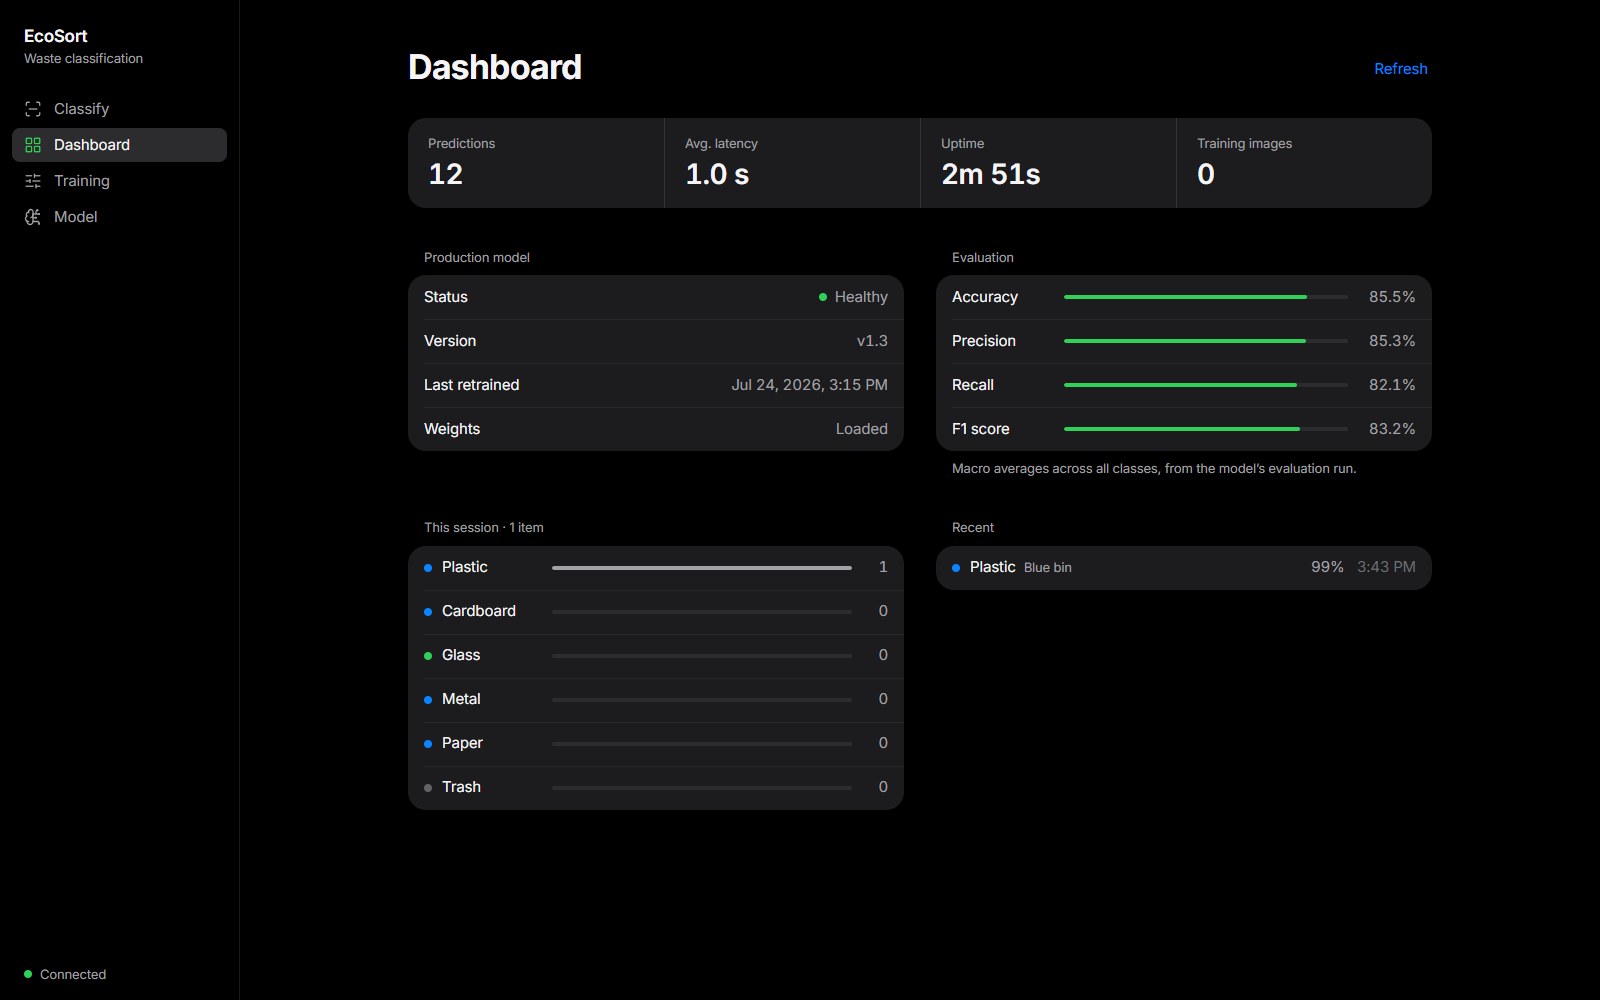 EcoSort
Waste classification
Classify
Dashboard
Training
Model
Connected
Dashboard
Refresh
Predictions
12
Avg. latency
1.0 s
Uptime
2m 51s
Training images
0
Production model
Status Healthy
Version v1.3
Last retrained Jul 24, 2026, 3:15 PM
Weights Loaded
Evaluation
Accuracy 85.5%
Precision 85.3%
Recall 82.1%
F1 score 83.2%
Macro averages across all classes, from the model’s evaluation run.
This session · 1 item
Plastic 1
Cardboard 0
Glass 0
Metal 0
Paper 0
Trash 0
Recent
Plastic Blue bin 99% 3:43 PM